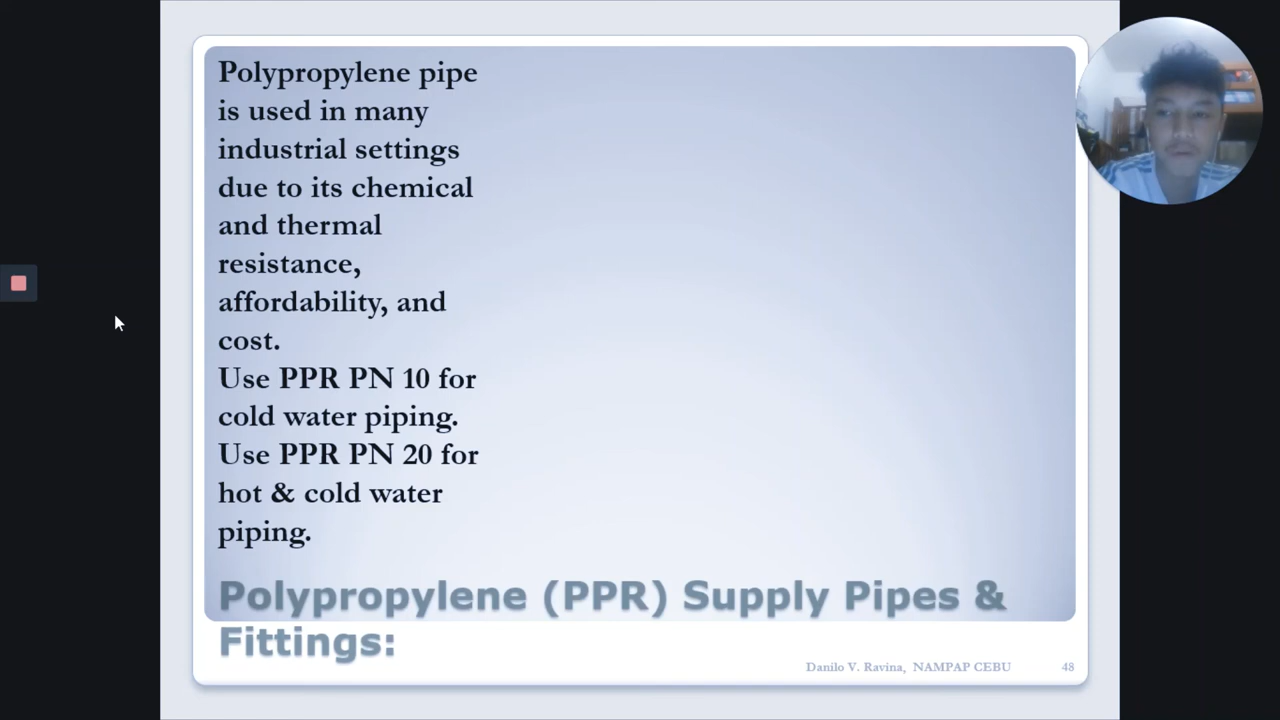 Polypropylene pipe
is used in many
industrial settings
due to its chemical
and thermal
resistance,
affordability, and
cost.
Use PPR PN 10 for
cold water piping.
Use PPR PN 20 for
hot & cold water
piping.
Polypropylene (PPR) Supply Pipes &
Fittings:
Danilo V. Ravina, NAMPAP CEBU 48